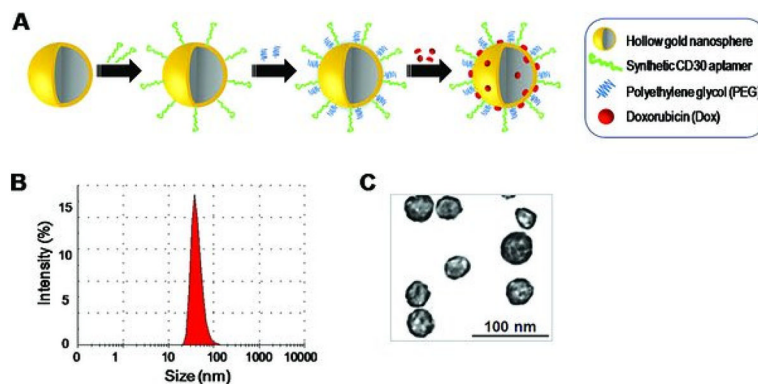 A
Hollow gold nanosphere
Synthetic CD30 aptamer
Polyethylene glycol (PEG)
Doxorubicin (Dox)
B
Intensity (%)
15
10
5
0
0 1 10 100 1000 10000
Size (nm)
C
100 nm